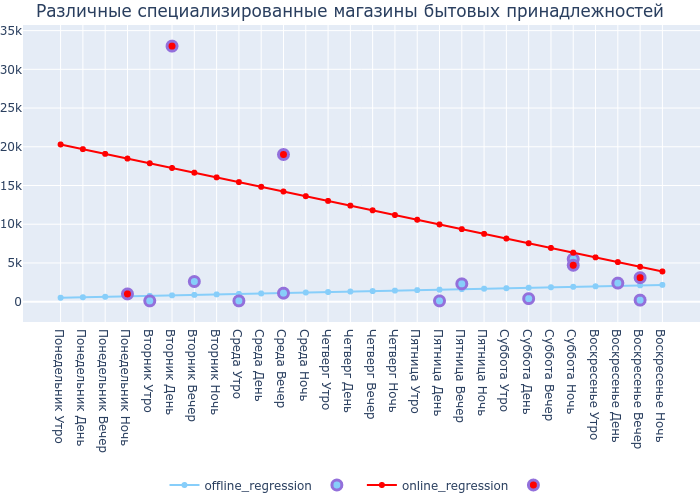 Различные специализированные магазины бытовых принадлежностей
35k
30k
25k
20k
15k
10k
5k
0
Понедельник Утро
Понедельник День
Понедельник Вечер
Понедельник Ночь
Вторник Утро
Вторник День
Вторник Вечер
Вторник Ночь
Среда Утро
Среда День
Среда Вечер
Среда Ночь
Четверг Утро
Четверг День
Четверг Вечер
Четверг Ночь
Пятница Утро
Пятница День
Пятница Вечер
Пятница Ночь
Суббота Утро
Суббота День
Суббота Вечер
Суббота Ночь
Воскресенье Утро
Воскресенье День
Воскресенье Вечер
Воскресенье Ночь
offline_regression
online_regression